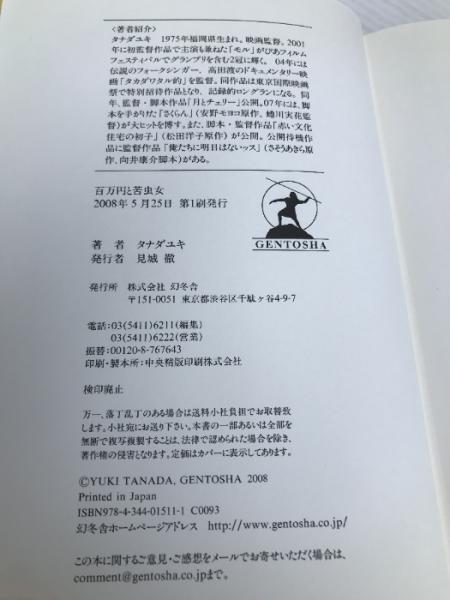 〈著者紹介〉
タナダユキ 1975年福岡県生まれ。映画監督。2001
年に初監督作品で主演も兼ねた「モル」がぴあフィルム
フェスティバルでグランプリを含む2冠に輝く。04年には
伝説のフォークシンガー、高田渡のドキュメンタリー映
画「タカダワタル的」を監督。同作品は東京国際映画
祭で特別招待作品となり、記録的ロングランになる。同
年、監督・脚本作品「月とチェリー」公開。07年には、脚
本を手がけた「さくらん」(安野モヨコ原作、蜷川実花監
督)が大ヒットを博す。また、脚本・監督作品「赤い文化
住宅の初子」(松田洋子原作)が公開。公開待機作品
に監督作品「俺たちに明日はないッス」(さそうあきら原
作、向井康介脚本)がある。
百万円と苦虫女
2008年5月25日 第1刷発行
GENTOSHA
著 者 タナダユキ
発行者 見城 徹
発行所 株式会社 幻冬舎
〒151-0051 東京都渋谷区千駄ヶ谷4-9-7
電話:03(5411)6211(編集)
03(5411)6222(営業)
振替:00120-8-767643
印刷・製本所:中央精版印刷株式会社
検印廃止
万一、落丁乱丁のある場合は送料小社負担でお取替致
します。小社宛にお送り下さい。本書の一部あるいは全部を
無断で複写複製することは、法律で認められた場合を除き、
著作権の侵害となります。定価はカバーに表示してあります。
©YUKI TANADA, GENTOSHA 2008
Printed in Japan
ISBN978-4-344-01511-1 C0093
幻冬舎ホームページアドレス http://www.gentosha.co.jp/
この本に関するご意見・ご感想をメールでお寄せいただく場合は、
comment@gentosha.co.jpまで。